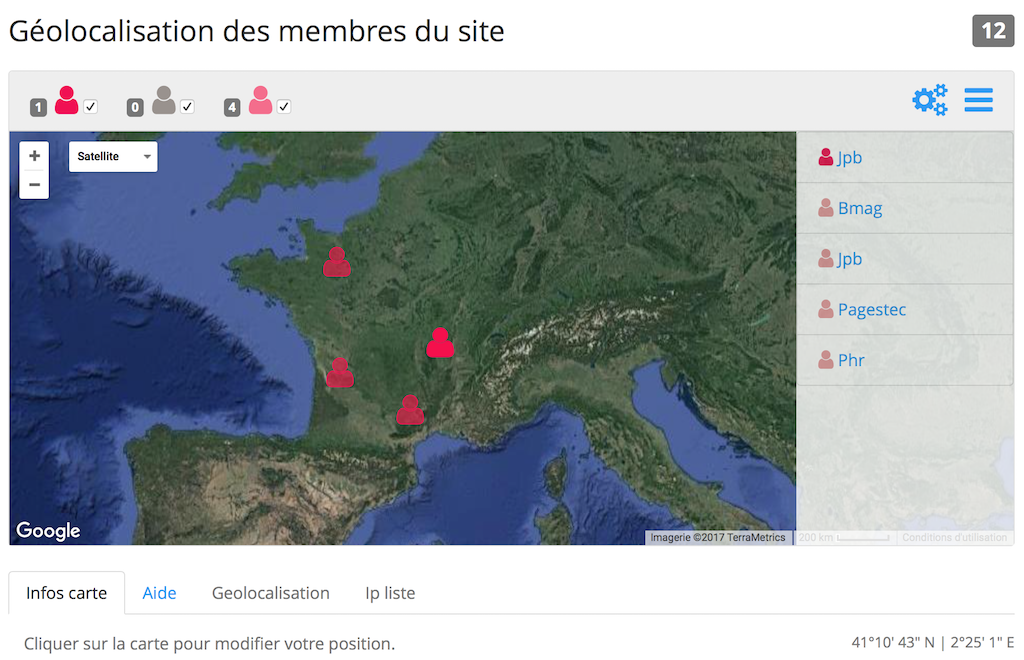 Géolocalisation des membres du site
12
1
0
4
+
Satellite
−
Jpb
Bmag
Jpb
Pagestec
Phr
Google
Imagerie ©2017 TerraMetrics
200 km
Conditions d'utilisation
Infos carte
Aide
Geolocalisation
Ip liste
Cliquer sur la carte pour modifier votre position.
41°10' 43" N | 2°25' 1" E